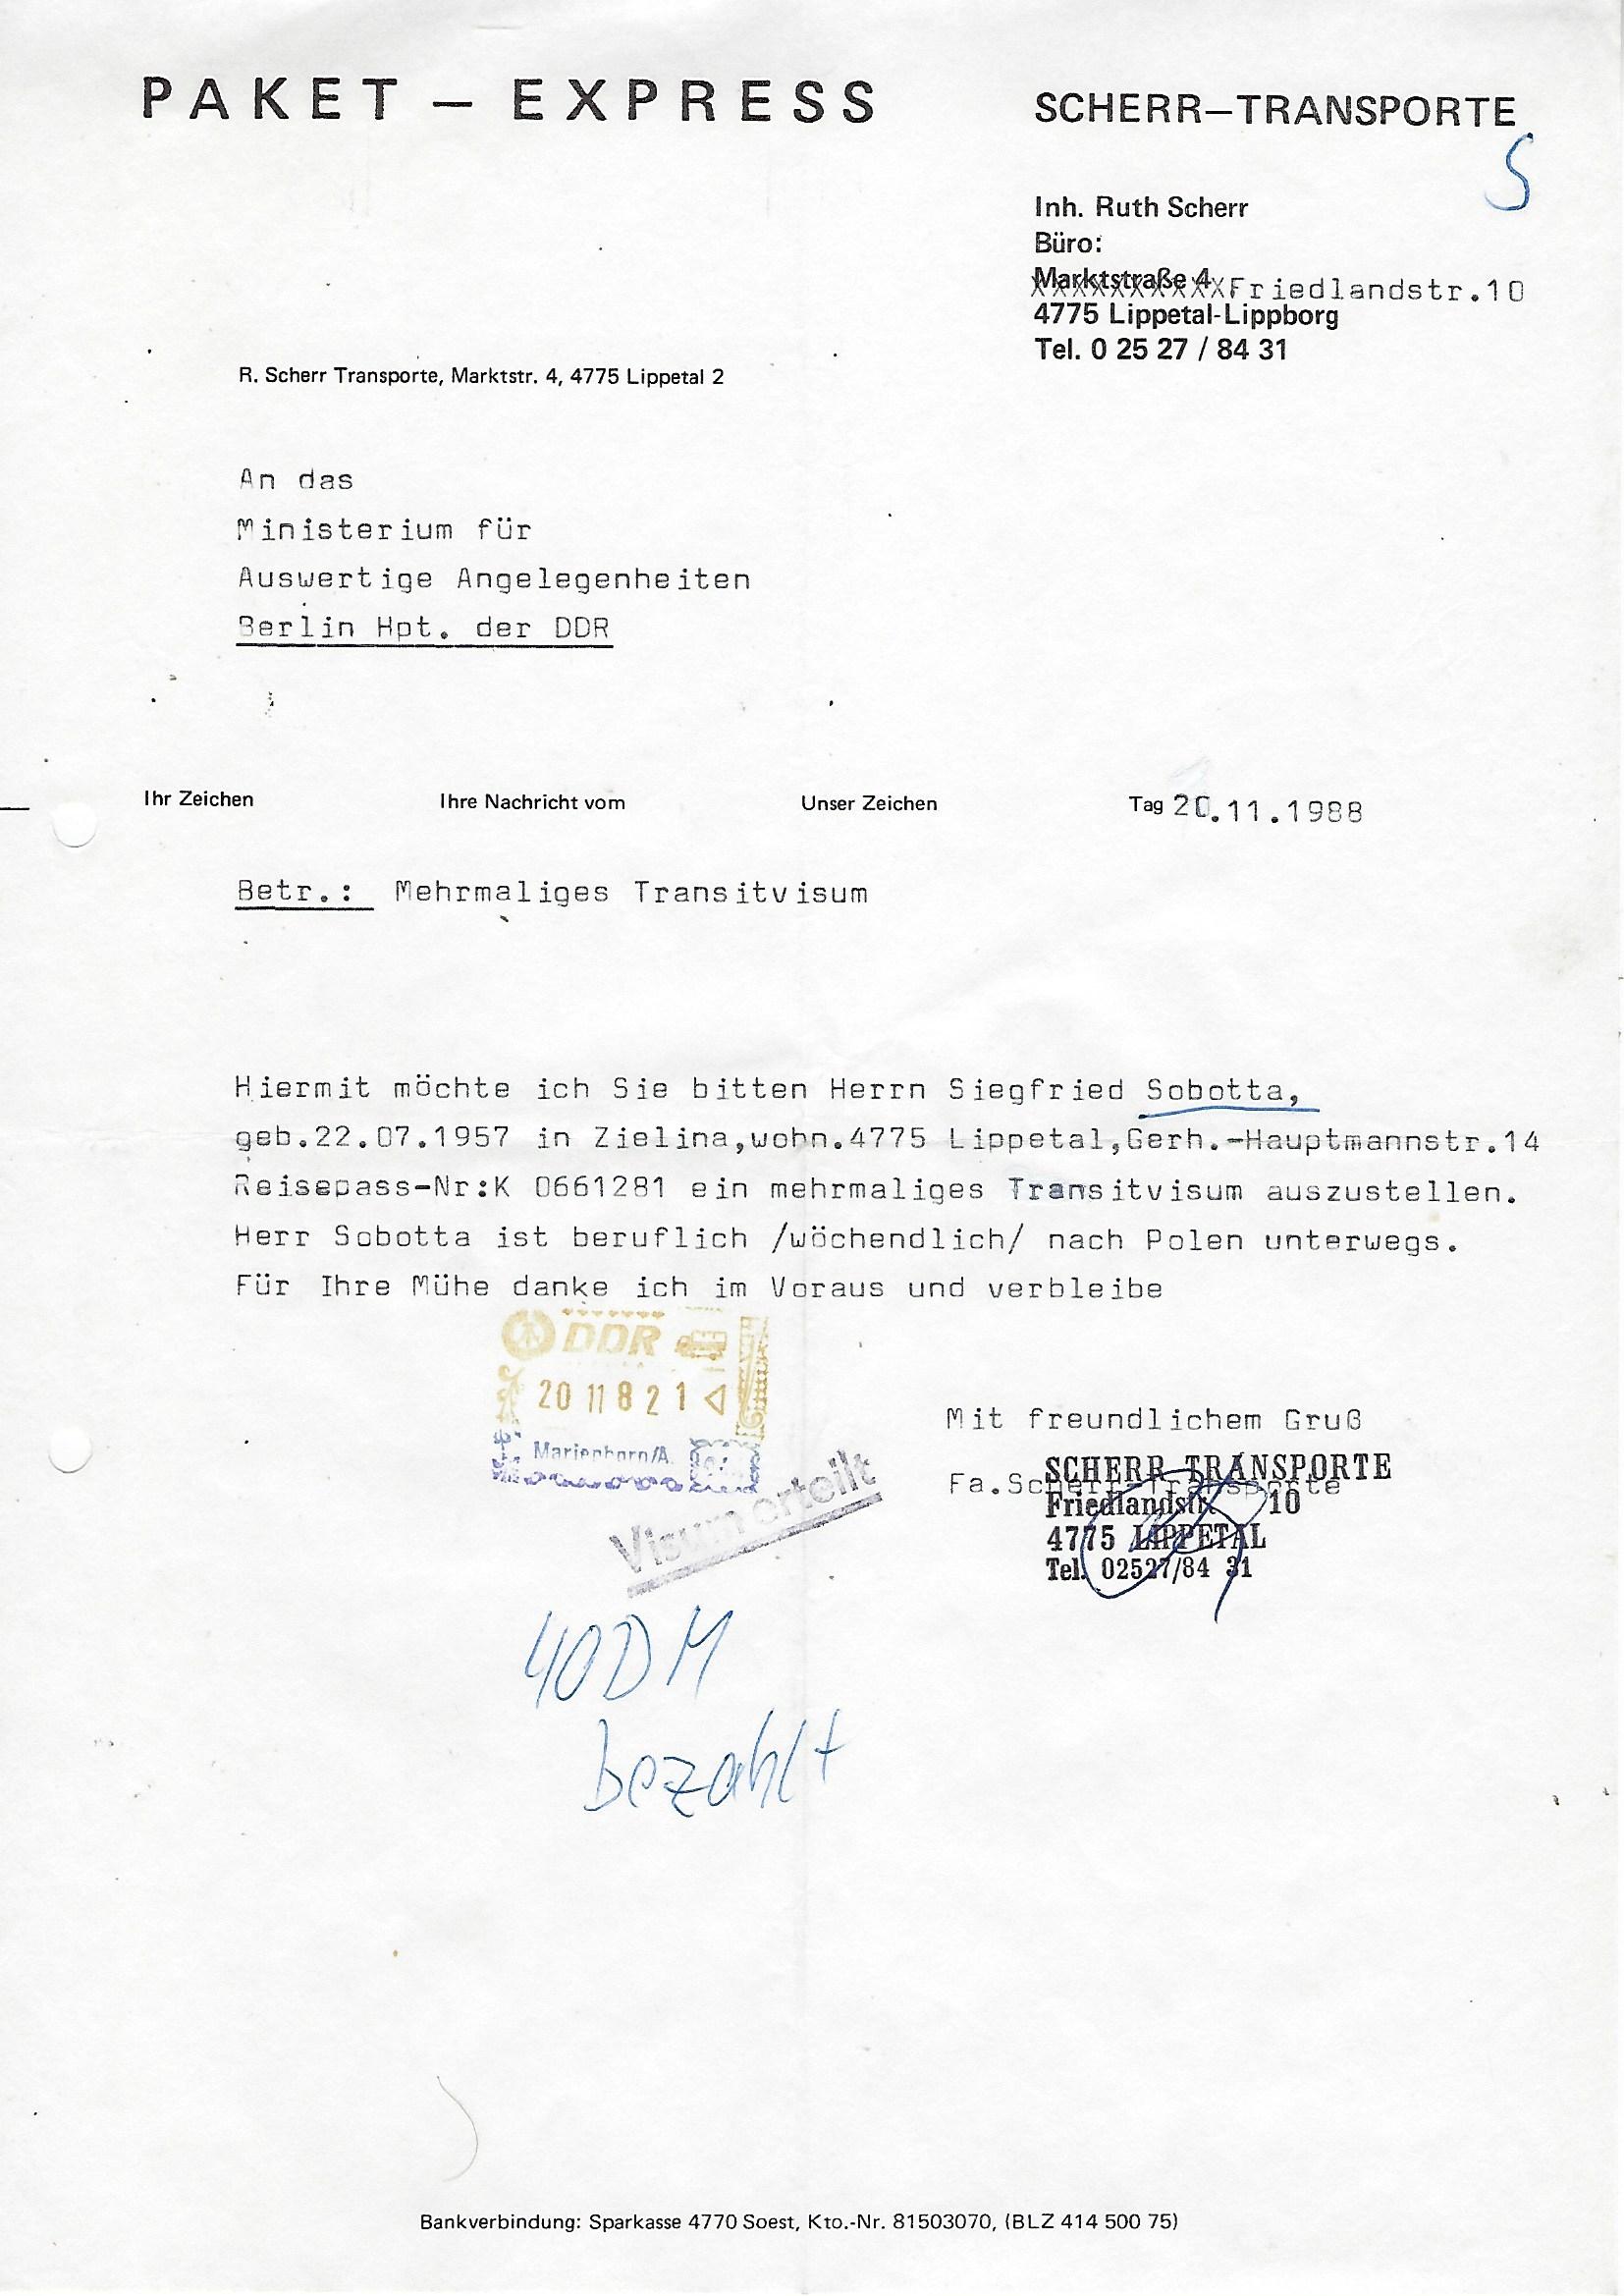 PAKET – EXPRESS
SCHERR–TRANSPORTE
S
Inh. Ruth Scherr
Büro:
Marktstraße 4 Friedlandstr.10
4775 Lippetal-Lippborg
Tel. 0 25 27 / 84 31
R. Scherr Transporte, Marktstr. 4, 4775 Lippetal 2
An das
Ministerium für
Auswertige Angelegenheiten
Berlin Hpt. der DDR
Ihr Zeichen Ihre Nachricht vom Unser Zeichen Tag 20.11.1988
Betr.: Mehrmaliges Transitvisum
Hiermit möchte ich Sie bitten Herrn Siegfried Sobotta,
geb.22.07.1957 in Zielina,wohn.4775 Lippetal,Gerh.-Hauptmannstr.14
Reisepass-Nr:K 0661281 ein mehrmaliges Transitvisum auszustellen.
Herr Sobotta ist beruflich /wöchendlich/ nach Polen unterwegs.
Für Ihre Mühe danke ich im Voraus und verbleibe
DDR
20 11 8 2 1
Marienborn/A.
Visum erteilt
Mit freundlichem Gruß
Fa.Scherr-Transporte
SCHERR TRANSPORTE
Friedlandstr. 10
4775 LIPPETAL
Tel. 02527/84 31
40 DM
bezahlt
Bankverbindung: Sparkasse 4770 Soest, Kto.-Nr. 81503070, (BLZ 414 500 75)